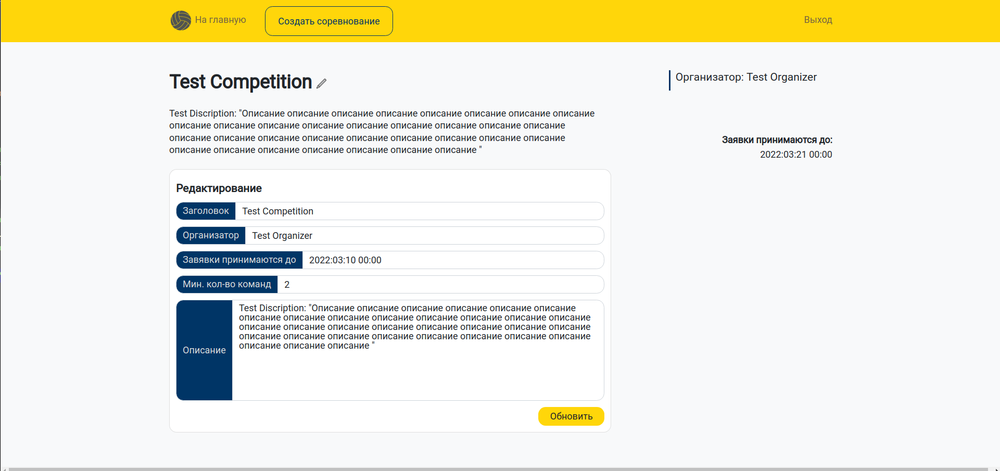 На главную
Создать соревнование
Выход
Test Competition
Организатор: Test Organizer
Test Discription: "Описание описание описание описание описание описание описание описание
описание описание описание описание описание описание описание описание описание
описание описание описание описание описание описание описание описание описание
описание описание описание описание описание описание описание "
Заявки принимаются до:
2022:03:21 00:00
Редактирование
Заголовок Test Competition
Организатор Test Organizer
Завявки принимаются до 2022:03:10 00:00
Мин. кол-во команд 2
Описание
Test Discription: "Описание описание описание описание описание описание
описание описание описание описание описание описание описание описание
описание описание описание описание описание описание описание описание
описание описание описание описание описание описание описание описание
описание описание описание "
Обновить